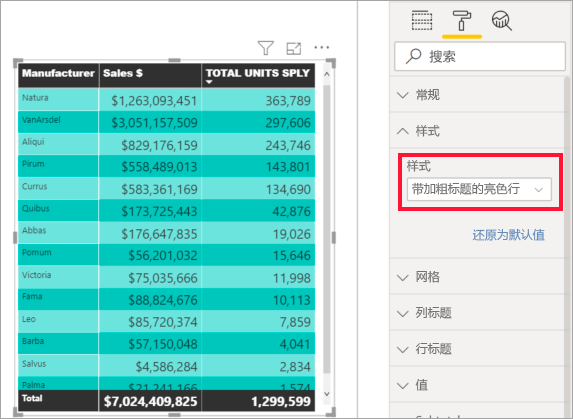 Manufacturer Sales $ TOTAL UNITS SPLY
Natura $1,263,093,451 363,789
VanArsdel $3,051,157,509 297,606
Aliqui $829,176,159 243,746
Pirum $558,489,013 143,801
Currus $583,361,169 134,690
Quibus $173,725,443 42,876
Abbas $176,647,835 19,026
Pomum $56,201,032 15,646
Victoria $75,035,666 11,998
Fama $88,824,676 10,113
Leo $85,720,374 7,859
Barba $57,150,048 4,041
Salvus $4,586,284 2,834
Palma $21,241,166 1,574
Total $7,024,409,825 1,299,599
搜索
常规
样式
样式
带加粗标题的亮色行
还原为默认值
网格
列标题
行标题
值